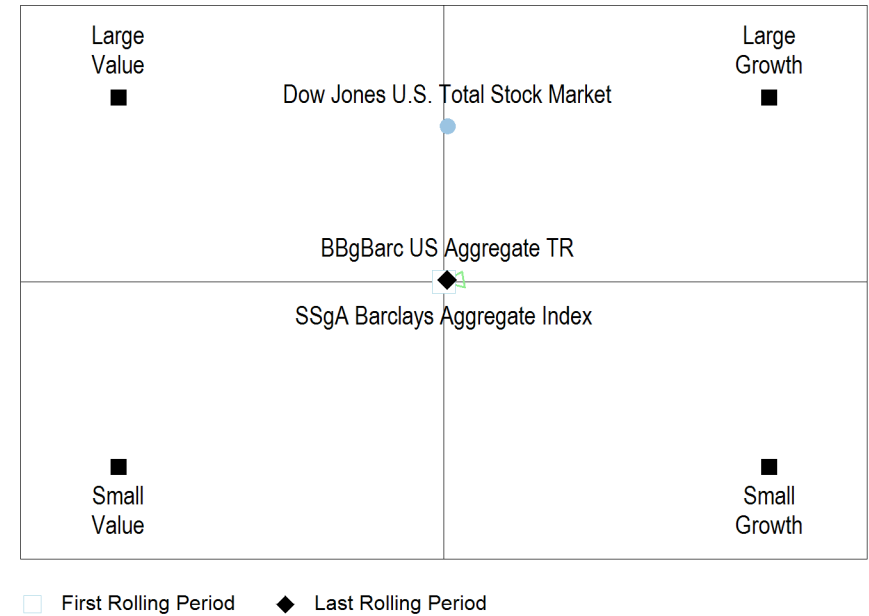 Large
Value
Large
Growth
Dow Jones U.S. Total Stock Market
BBgBarc US Aggregate TR
SSgA Barclays Aggregate Index
Small
Value
Small
Growth
First Rolling Period
Last Rolling Period